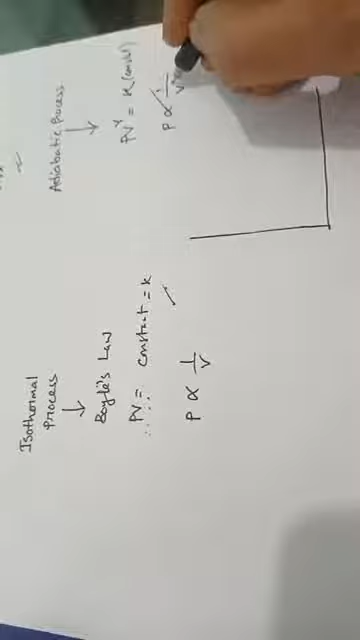 Isothermal
Process
↓
Boyle's Law
PV = constant = K
P ∝ 1/V
Adiabatic Process
↓
PV^γ = K (const)
P ∝ 1/V